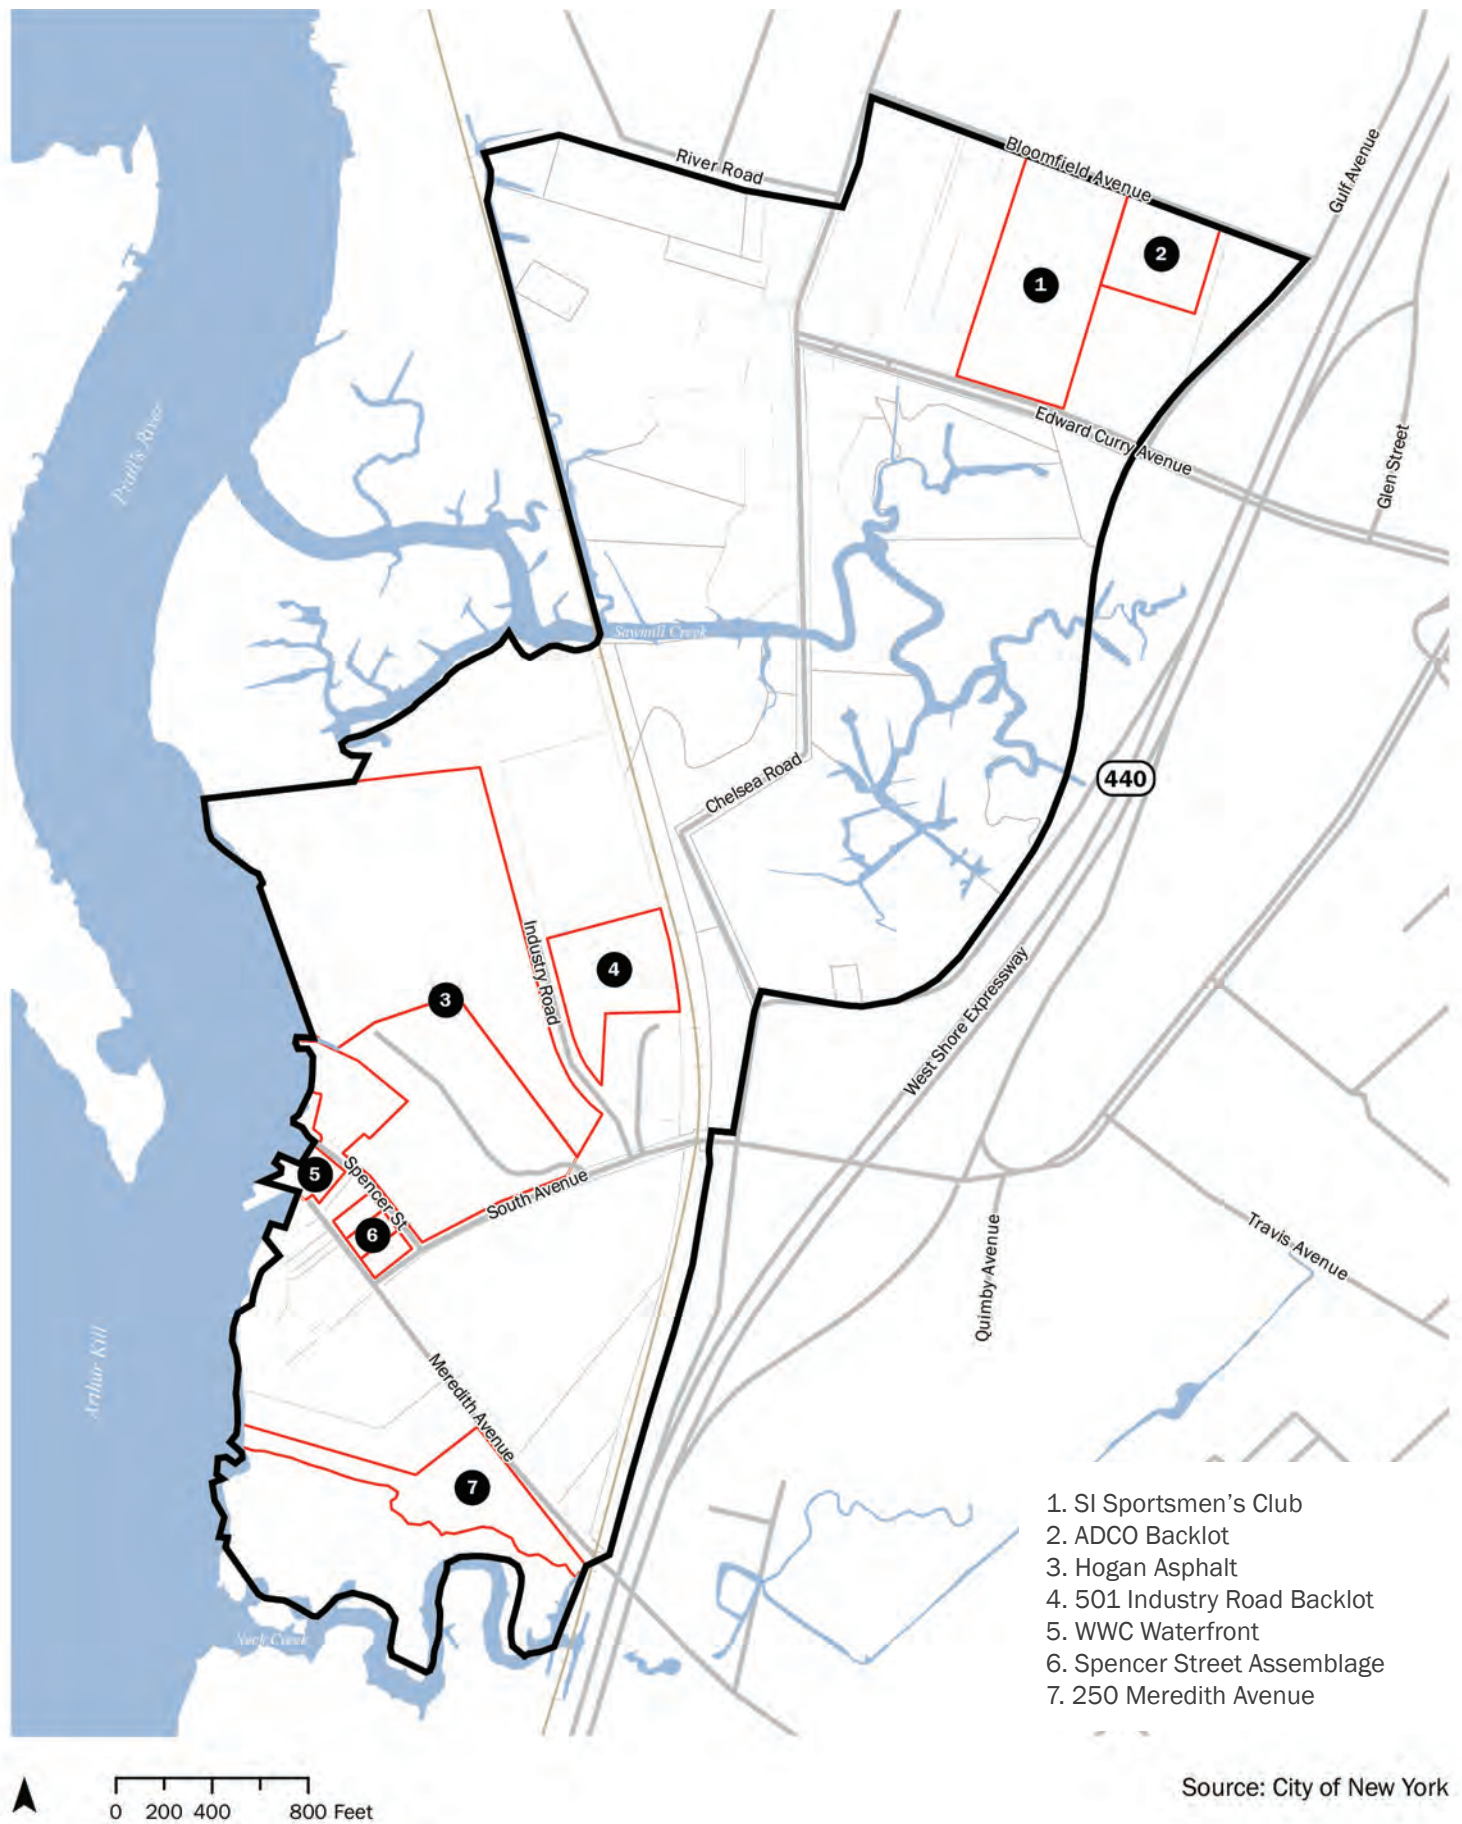 River Road
Bloomfield Avenue
Gulf Avenue
2
1
Prall's River
Edward Curry Avenue
Glen Street
Sawmill Creek
440
Chelsea Road
Industry Road
4
3
West Shore Expressway
5
Spencer St
South Avenue
6
Quimby Avenue
Travis Avenue
Arthur Kill
Meredith Avenue
7
Neck Creek
1. SI Sportsmen's Club
2. ADCO Backlot
3. Hogan Asphalt
4. 501 Industry Road Backlot
5. WWC Waterfront
6. Spencer Street Assemblage
7. 250 Meredith Avenue
Source: City of New York
0 200 400 800 Feet